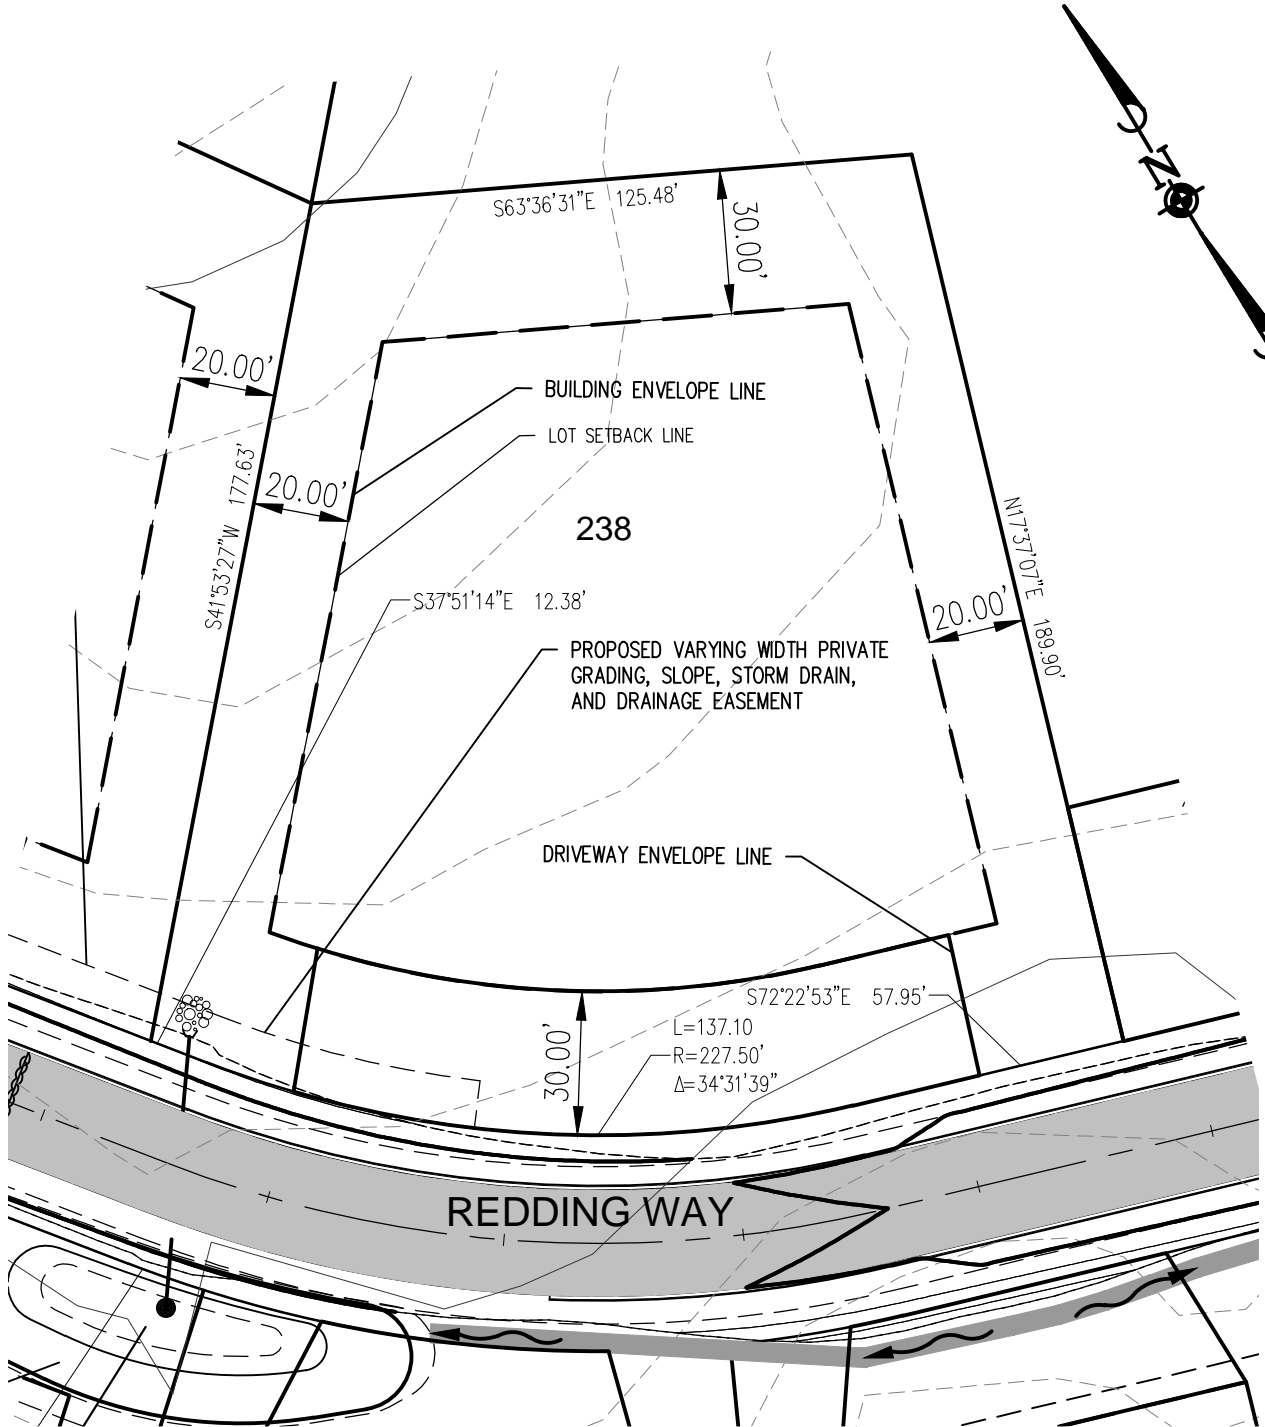 N
S63°36'31"E 125.48'
30.00'
20.00'
BUILDING ENVELOPE LINE
LOT SETBACK LINE
S41°53'27"W 177.63'
20.00'
238
N17°37'07"E 189.90'
S37°51'14"E 12.38'
20.00'
PROPOSED VARYING WIDTH PRIVATE
GRADING, SLOPE, STORM DRAIN,
AND DRAINAGE EASEMENT
DRIVEWAY ENVELOPE LINE
S72°22'53"E 57.95'
30.00'
L=137.10
R=227.50'
Δ=34°31'39"
REDDING WAY